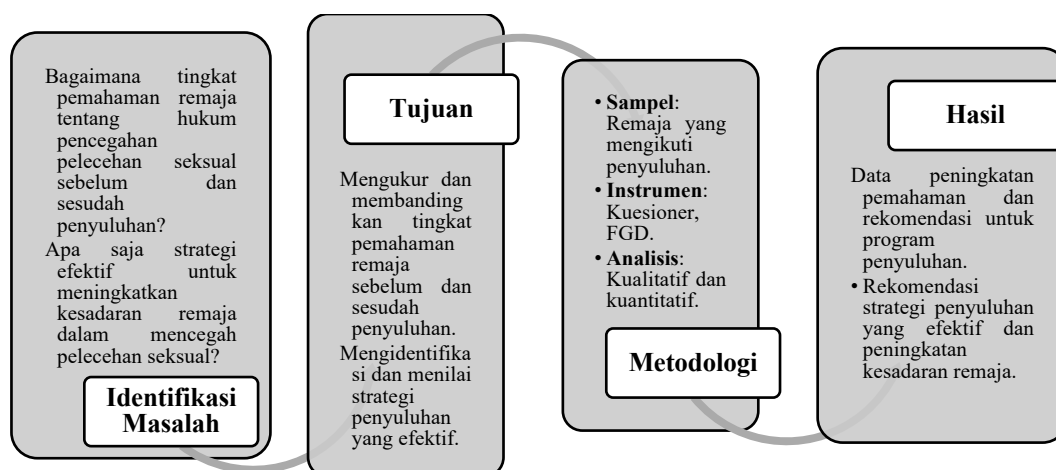 Bagaimana tingkat
pemahaman remaja
tentang hukum
pencegahan
pelecehan seksual
sebelum dan
sesudah
penyuluhan?
Apa saja strategi
efektif untuk
meningkatkan
kesadaran remaja
dalam mencegah
pelecehan seksual?
Identifikasi
Masalah
Tujuan
Mengukur dan
membanding
kan tingkat
pemahaman
remaja
sebelum dan
sesudah
penyuluhan.
Mengidentifika
si dan menilai
strategi
penyuluhan
yang efektif.
• Sampel:
Remaja yang
mengikuti
penyuluhan.
• Instrumen:
Kuesioner,
FGD.
• Analisis:
Kualitatif dan
kuantitatif.
Metodologi
Hasil
Data peningkatan
pemahaman dan
rekomendasi untuk
program
penyuluhan.
• Rekomendasi
strategi penyuluhan
yang efektif dan
peningkatan
kesadaran remaja.